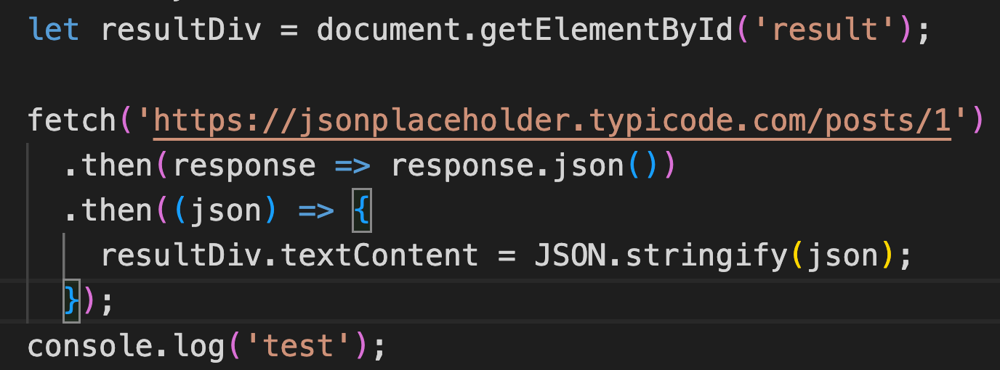 let resultDiv = document.getElementById('result');
fetch('https://jsonplaceholder.typicode.com/posts/1')
.then(response => response.json())
.then((json) => {
resultDiv.textContent = JSON.stringify(json);
});
console.log('test');